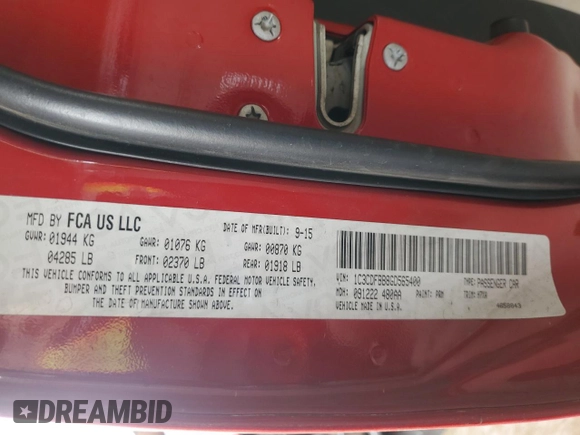 MFD BY FCA US LLC DATE OF MFR(BUILT): 9-15
GVWR: 01944 KG GAWR: 01076 KG GAWR: 00870 KG
04285 LB FRONT: 02370 LB REAR: 01918 LB
THIS VEHICLE CONFORMS TO ALL APPLICABLE U.S.A. FEDERAL MOTOR VEHICLE SAFETY,
BUMPER AND THEFT PREVENTION STANDARDS IN EFFECT ON
THE DATE OF MANUFACTURE SHOWN ABOVE.
VIN: 1C3CDFBB8GD565400 TYPE: PASSENGER CAR
MDH: 091222 480AA PAINT: PRM TRIM:
VEHICLE MADE IN U.S.A.
DREAMBID